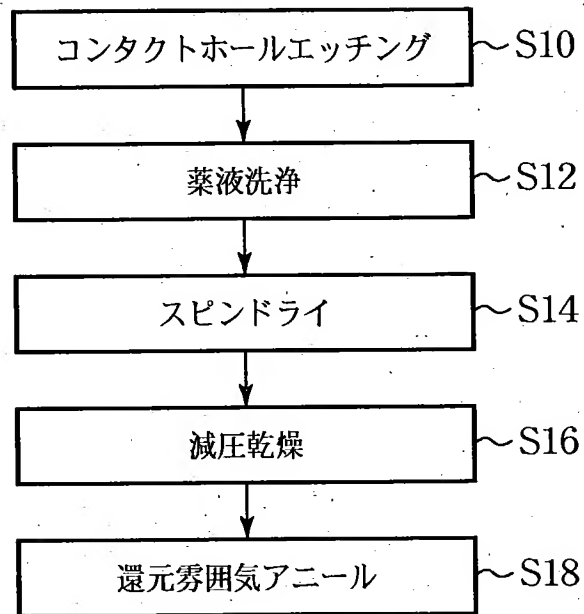 コンタクトホールエッチング ~S10
薬液洗浄 ~S12
スピンドライ ~S14
減圧乾燥 ~S16
還元雰囲気アニール ~S18